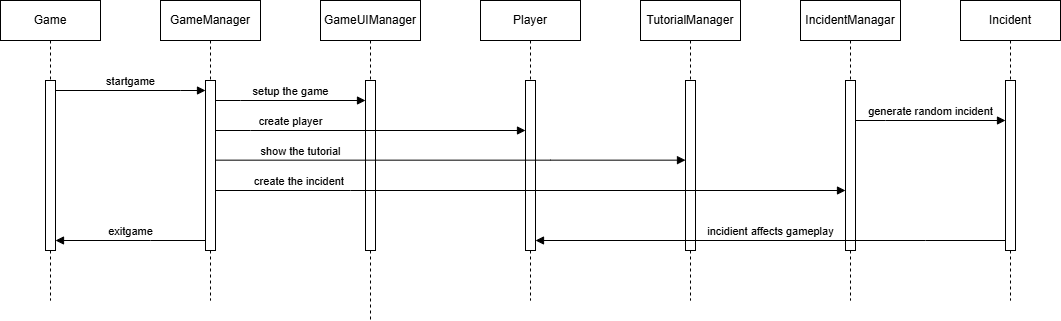 Game
GameManager
GameUIManager
Player
TutorialManager
IncidentManagar
Incident
startgame
setup the game
generate random incident
create player
show the tutorial
create the incident
exitgame
incidient affects gameplay